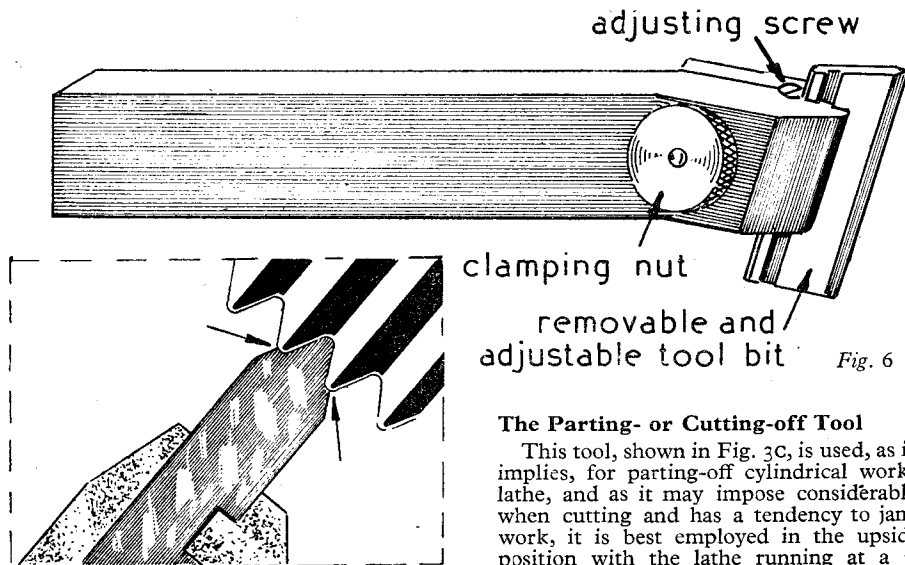 adjusting screw
clamping nut
removable and
adjustable tool bit
Fig. 6
The Parting- or Cutting-off Tool
This tool, shown in Fig. 3C, is used, as
implies, for parting-off cylindrical work
lathe, and as it may impose
when cutting and has a tendency to
work, it is best employed in the
position with the lathe running at a